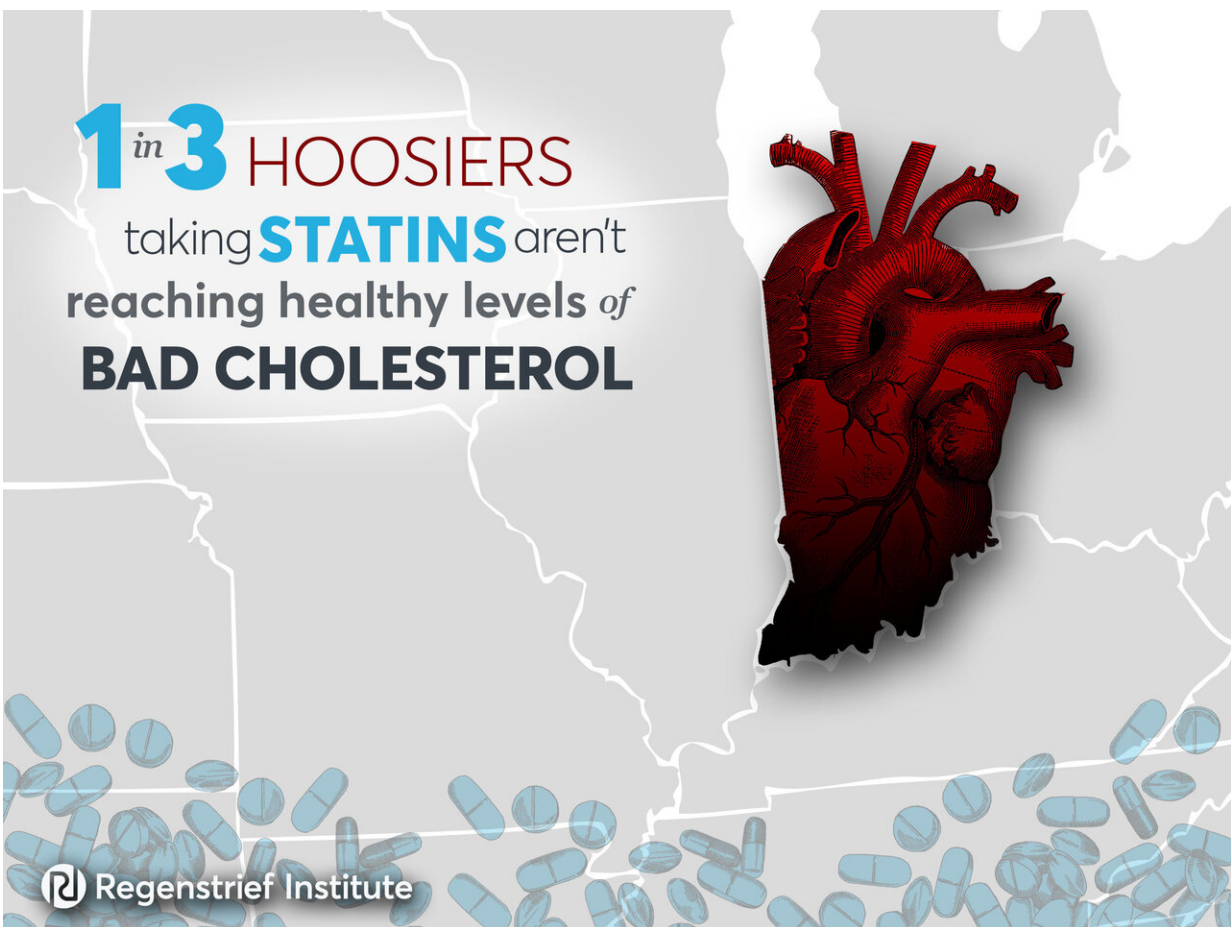 1 in 3 HOOSIERS
taking STATINS aren't
reaching healthy levels of
BAD CHOLESTEROL
Regenstrief Institute